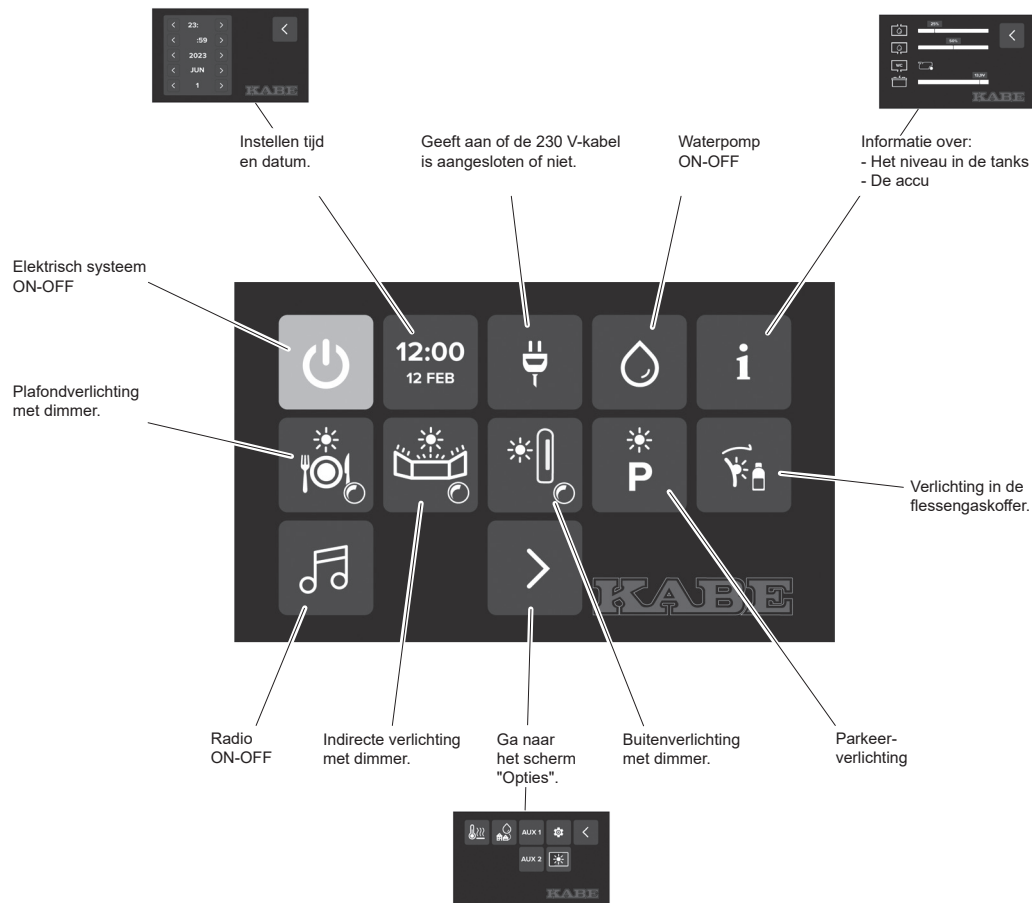 23:
:59
2023
JUN
1
KABE
25%
50%
WC
13,8V
KABE
Instellen tijd
en datum.
Geeft aan of de 230 V-kabel
is aangesloten of niet.
Waterpomp
ON-OFF
Informatie over:
- Het niveau in de tanks
- De accu
Elektrisch systeem
ON-OFF
12:00
12 FEB
i
Plafondverlichting
met dimmer.
P
Verlichting in de
flessengaskoffer.
KABE
Radio
ON-OFF
Indirecte verlichting
met dimmer.
Ga naar
het scherm
"Opties".
Buitenverlichting
met dimmer.
Parkeer-
verlichting
AUX 1
AUX 2
KABE